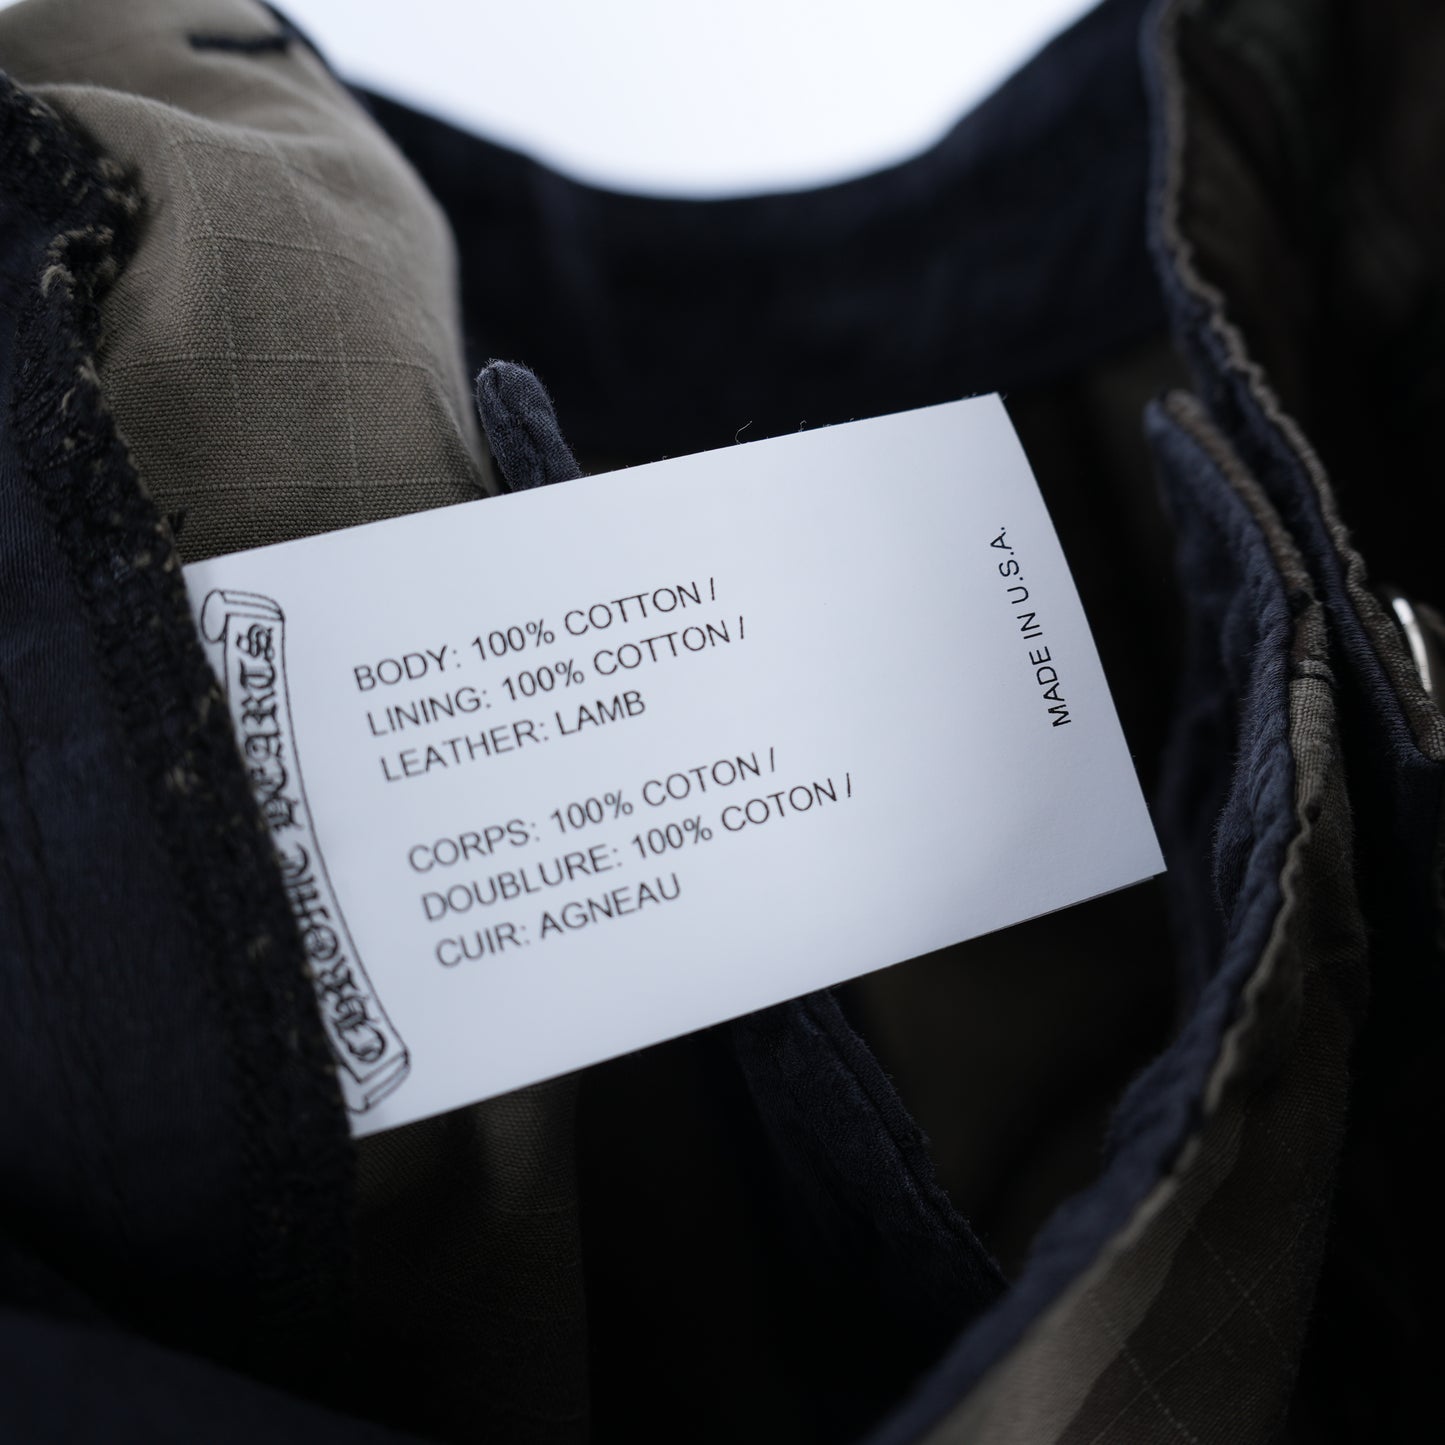 CHROME HEARTS
BODY: 100% COTTON /
LINING: 100% COTTON /
LEATHER: LAMB
CORPS: 100% COTON /
DOUBLURE: 100% COTON /
CUIR: AGNEAU
MADE IN U.S.A.